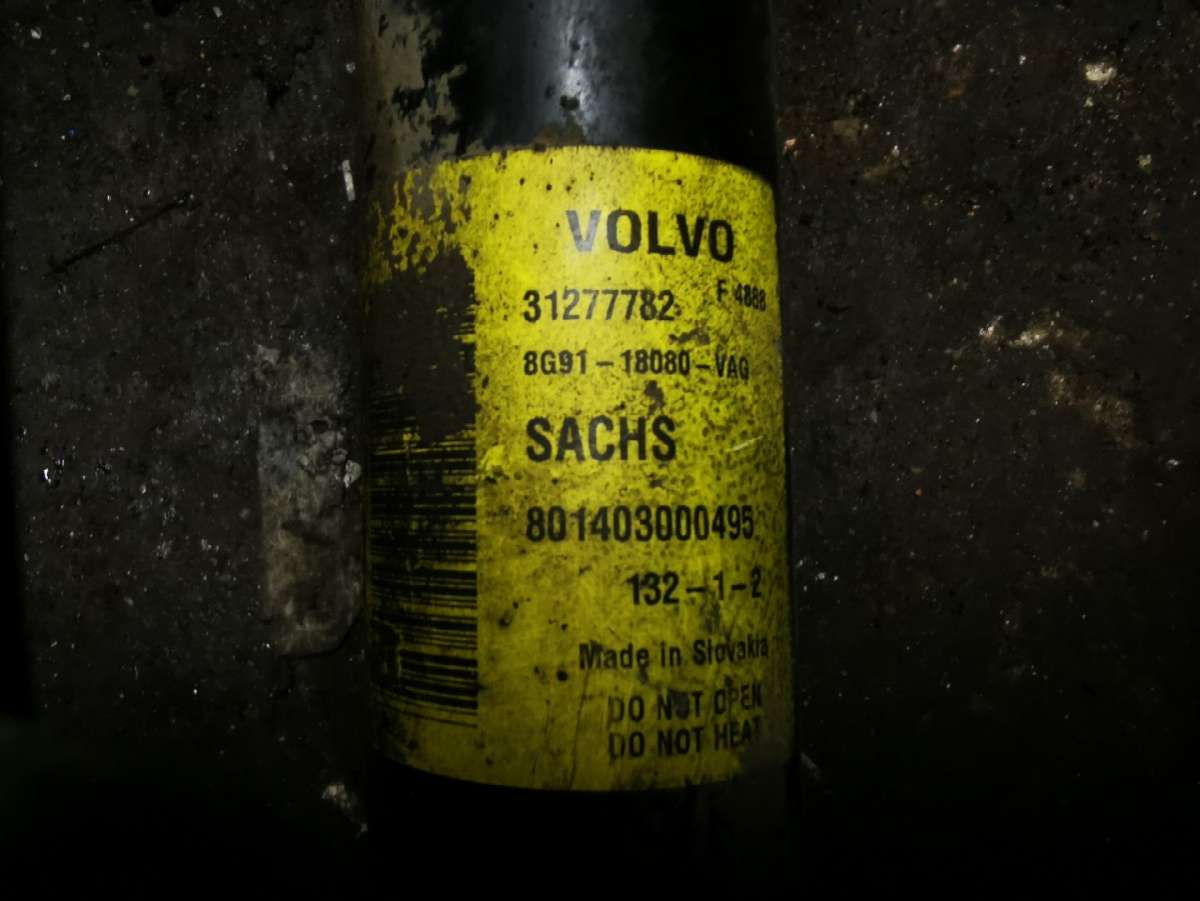 VOLVO
31277782 F 4888
8G91-18080-VAG
SACHS
801403000495
132-1-2
Made in Slovakia
DO NOT OPEN
DO NOT HEAT